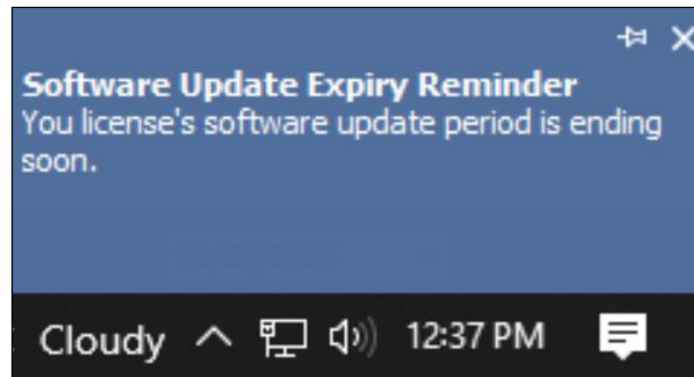 Software Update Expiry Reminder
You license's software update period is ending
soon.
Cloudy 12:37 PM